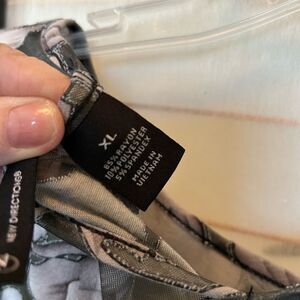 XL
85% RAYON
10% POLYESTER
5% SPANDEX
MADE IN
VIETNAM
NEW DIRECTIONS®